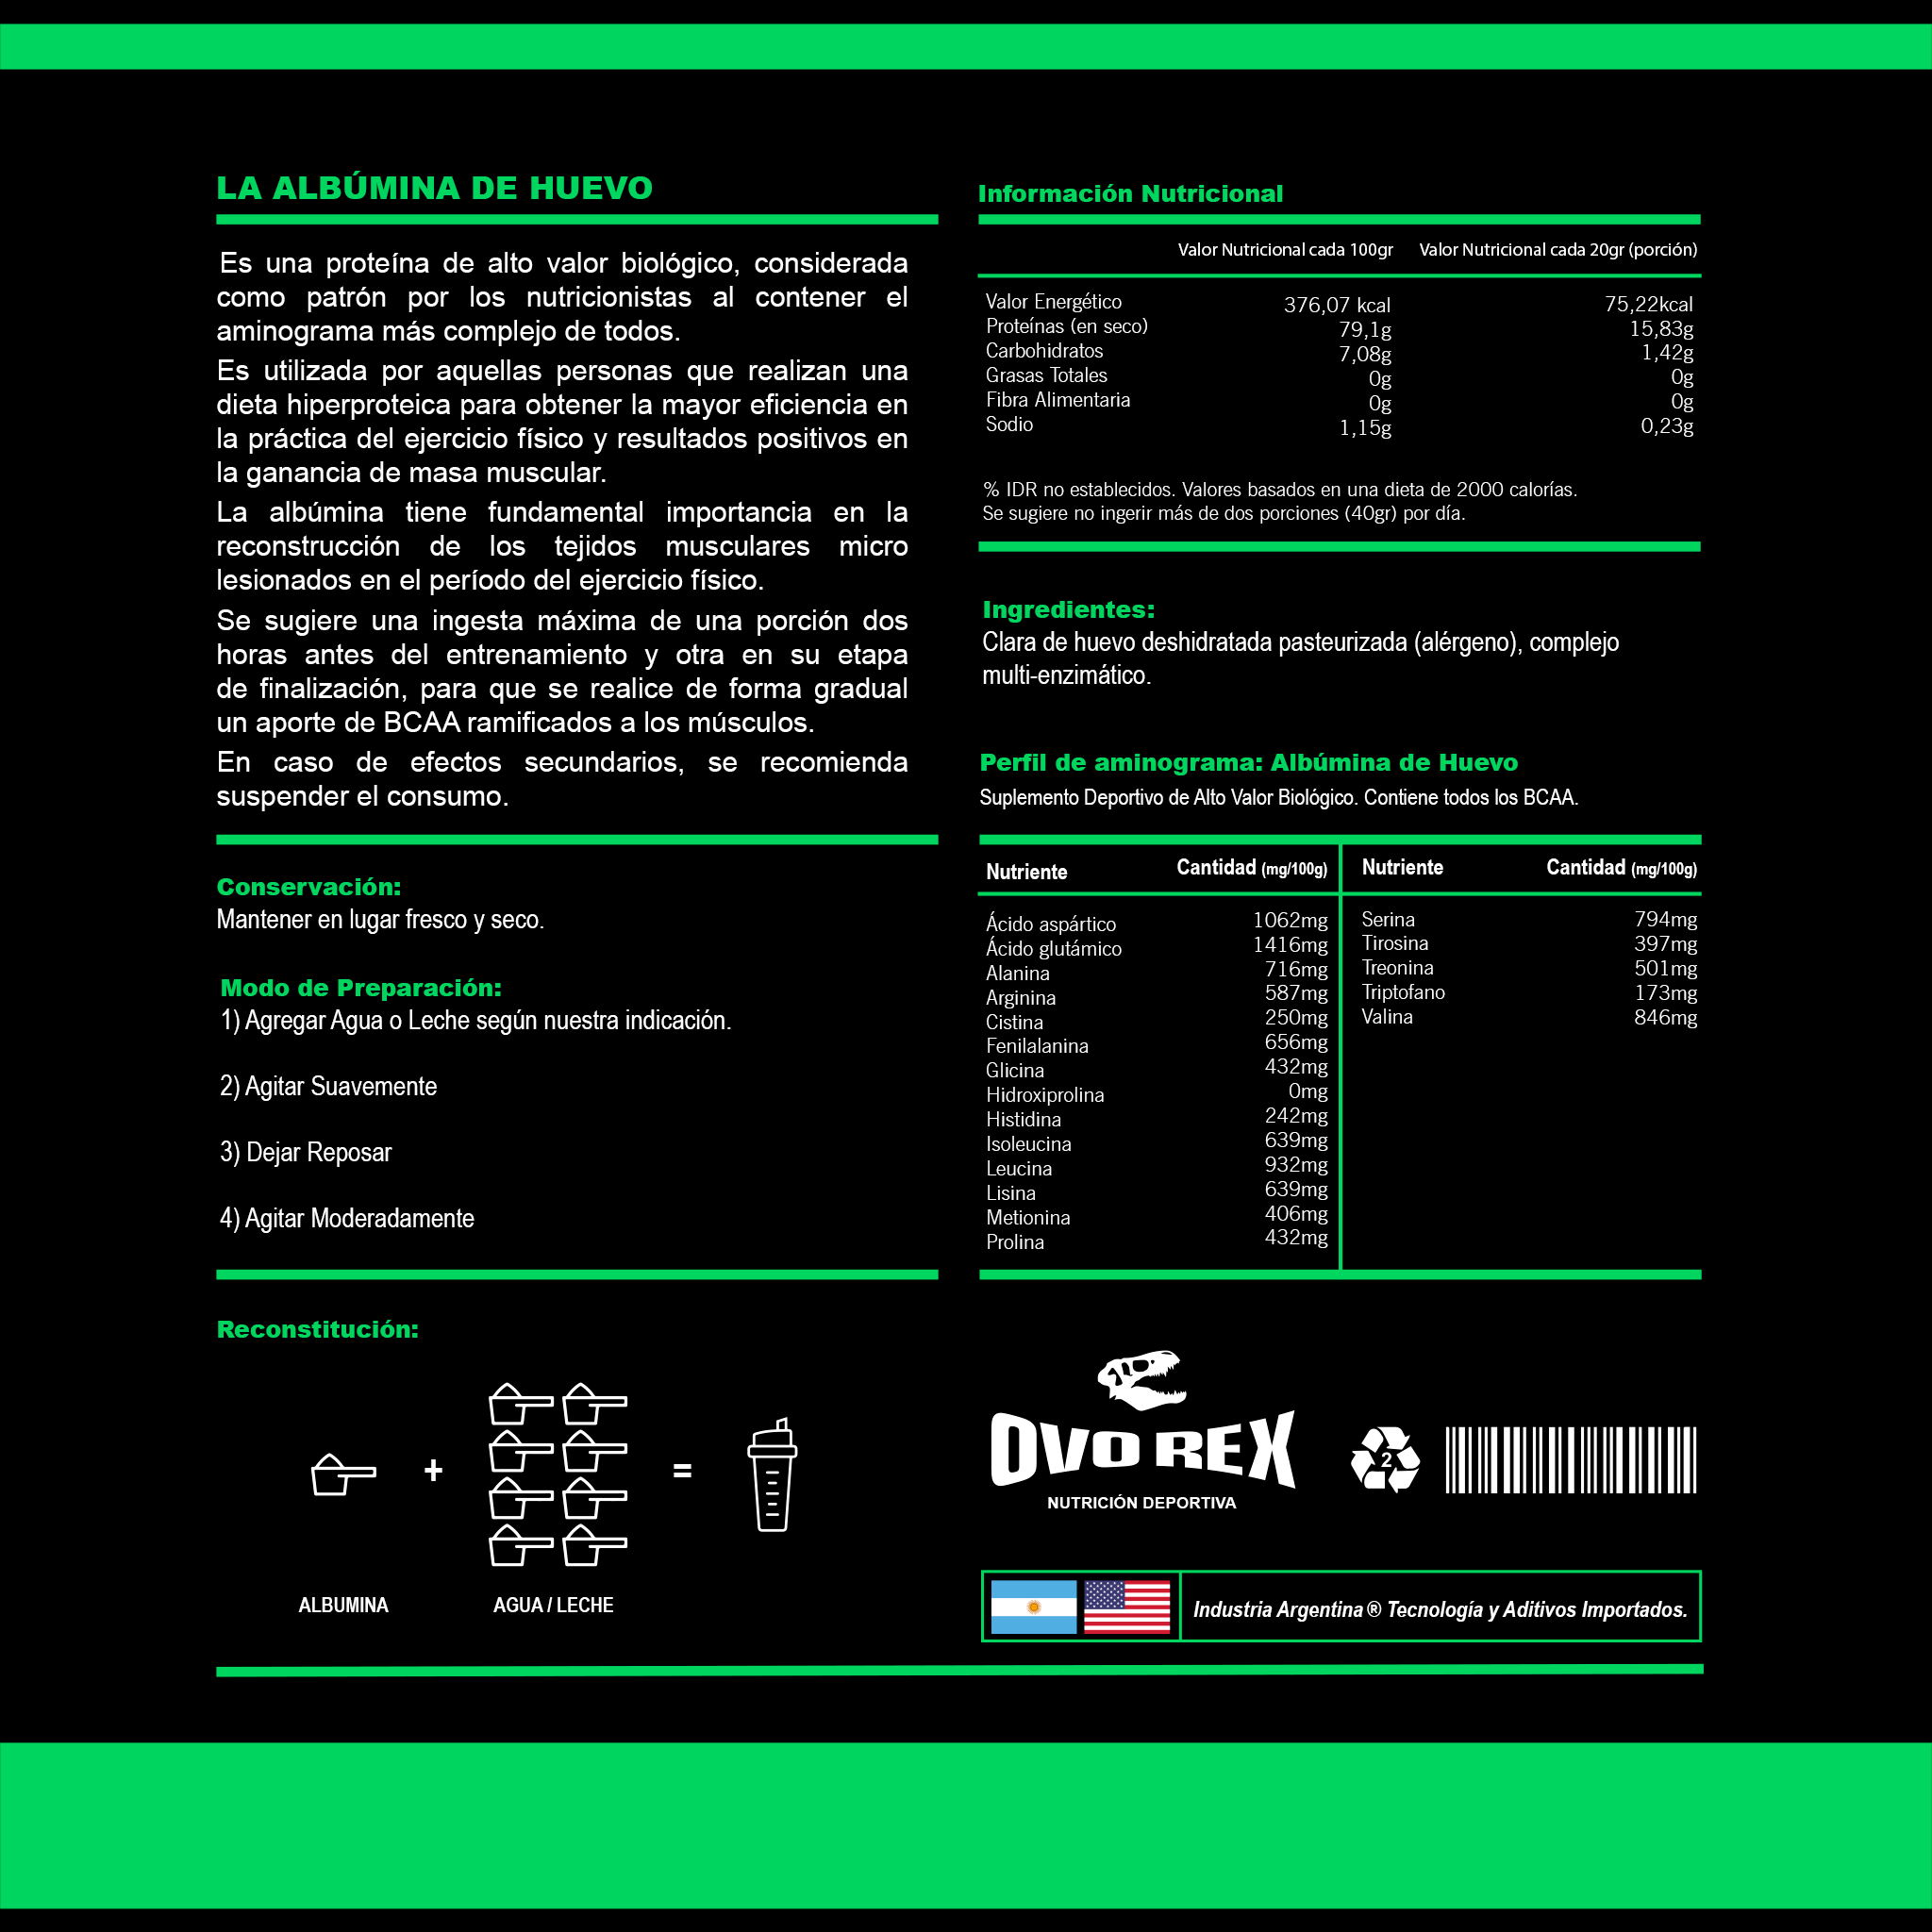 LA ALBÚMINA DE HUEVO
Es una proteína de alto valor biológico, considerada
como patrón por los nutricionistas al contener el
aminograma más complejo de todos.
Es utilizada por aquellas personas que realizan una
dieta hiperproteica para obtener la mayor eficiencia en
la práctica del ejercicio físico y resultados positivos en
la ganancia de masa muscular.
La albúmina tiene fundamental importancia en la
reconstrucción de los tejidos musculares micro
lesionados en el período del ejercicio físico.
Se sugiere una ingesta máxima de una porción dos
horas antes del entrenamiento y otra en su etapa
de finalización, para que se realice de forma gradual
un aporte de BCAA ramificados a los músculos.
En caso de efectos secundarios, se recomienda
suspender el consumo.
Conservación:
Mantener en lugar fresco y seco.
Modo de Preparación:
1) Agregar Agua o Leche según nuestra indicación.
2) Agitar Suavemente
3) Dejar Reposar
4) Agitar Moderadamente
Reconstitución:
+ =
ALBUMINA AGUA / LECHE
Información Nutricional
Valor Nutricional cada 100gr Valor Nutricional cada 20gr (porción)
Valor Energético 376,07 kcal 75,22kcal
Proteínas (en seco) 79,1g 15,83g
Carbohidratos 7,08g 1,42g
Grasas Totales 0g 0g
Fibra Alimentaria 0g 0g
Sodio 1,15g 0,23g
% IDR no establecidos. Valores basados en una dieta de 2000 calorías.
Se sugiere no ingerir más de dos porciones (40gr) por día.
Ingredientes:
Clara de huevo deshidratada pasteurizada (alérgeno), complejo
multi-enzimático.
Perfil de aminograma: Albúmina de Huevo
Suplemento Deportivo de Alto Valor Biológico. Contiene todos los BCAA.
Nutriente Cantidad (mg/100g)
Ácido aspártico 1062mg
Ácido glutámico 1416mg
Alanina 716mg
Arginina 587mg
Cistina 250mg
Fenilalanina 656mg
Glicina 432mg
Hidroxiprolina 0mg
Histidina 242mg
Isoleucina 639mg
Leucina 932mg
Lisina 639mg
Metionina 406mg
Prolina 432mg
Nutriente Cantidad (mg/100g)
Serina 794mg
Tirosina 397mg
Treonina 501mg
Triptofano 173mg
Valina 846mg
OVO REX
NUTRICIÓN DEPORTIVA
2
Industria Argentina ® Tecnología y Aditivos Importados.